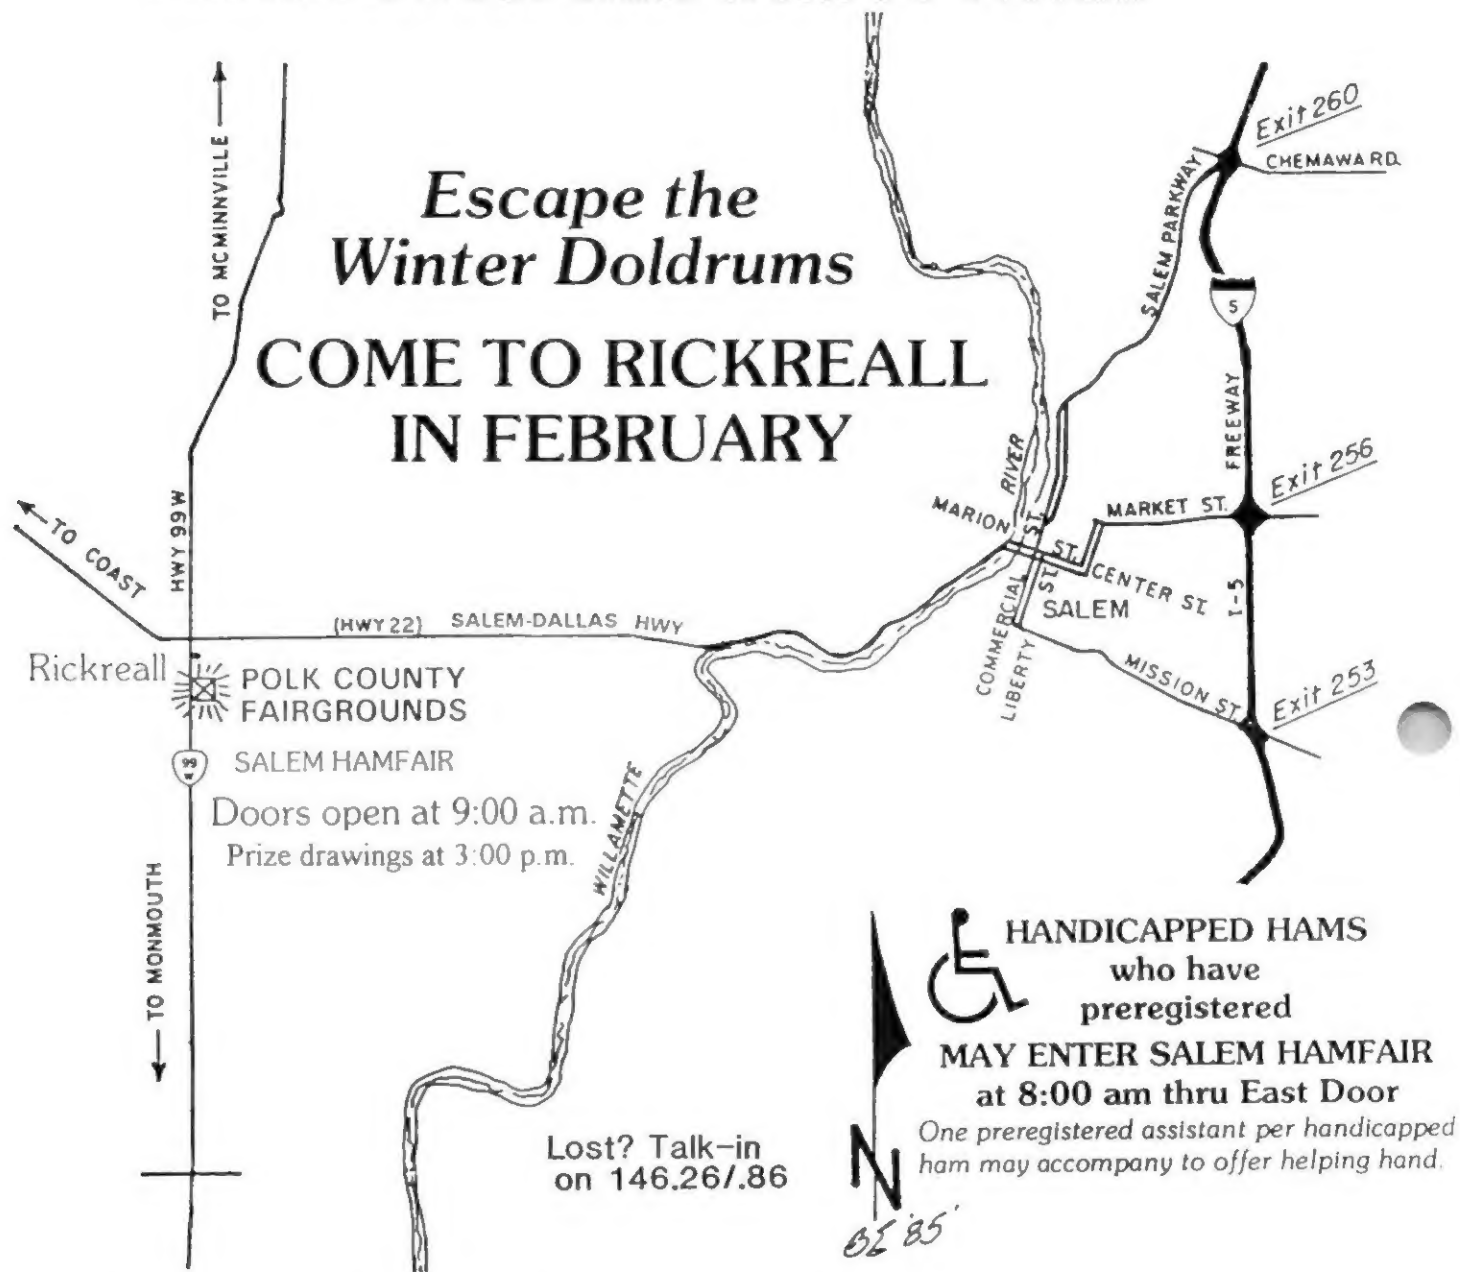 Exit 260
CHEMAWA RD.
SALEM PARKWAY
TO MCMINNVILLE
Escape the
Winter Doldrums
COME TO RICKREALL
IN FEBRUARY
5
FREEWAY
I-5
Exit 256
MARKET ST.
RIVER
MARION ST.
ST.
CENTER ST.
SALEM
COMMERCIAL
LIBERTY
ST.
MISSION ST.
Exit 253
TO COAST
HWY 99W
(HWY 22) SALEM-DALLAS HWY
Rickreall
POLK COUNTY
FAIRGROUNDS
99
W
SALEM HAMFAIR
Doors open at 9:00 a.m.
Prize drawings at 3:00 p.m.
WILLAMETTE
TO MONMOUTH
HANDICAPPED HAMS
who have
preregistered
MAY ENTER SALEM HAMFAIR
at 8:00 am thru East Door
One preregistered assistant per handicapped
ham may accompany to offer helping hand.
Lost? Talk-in
on 146.26/.86
N
'85'